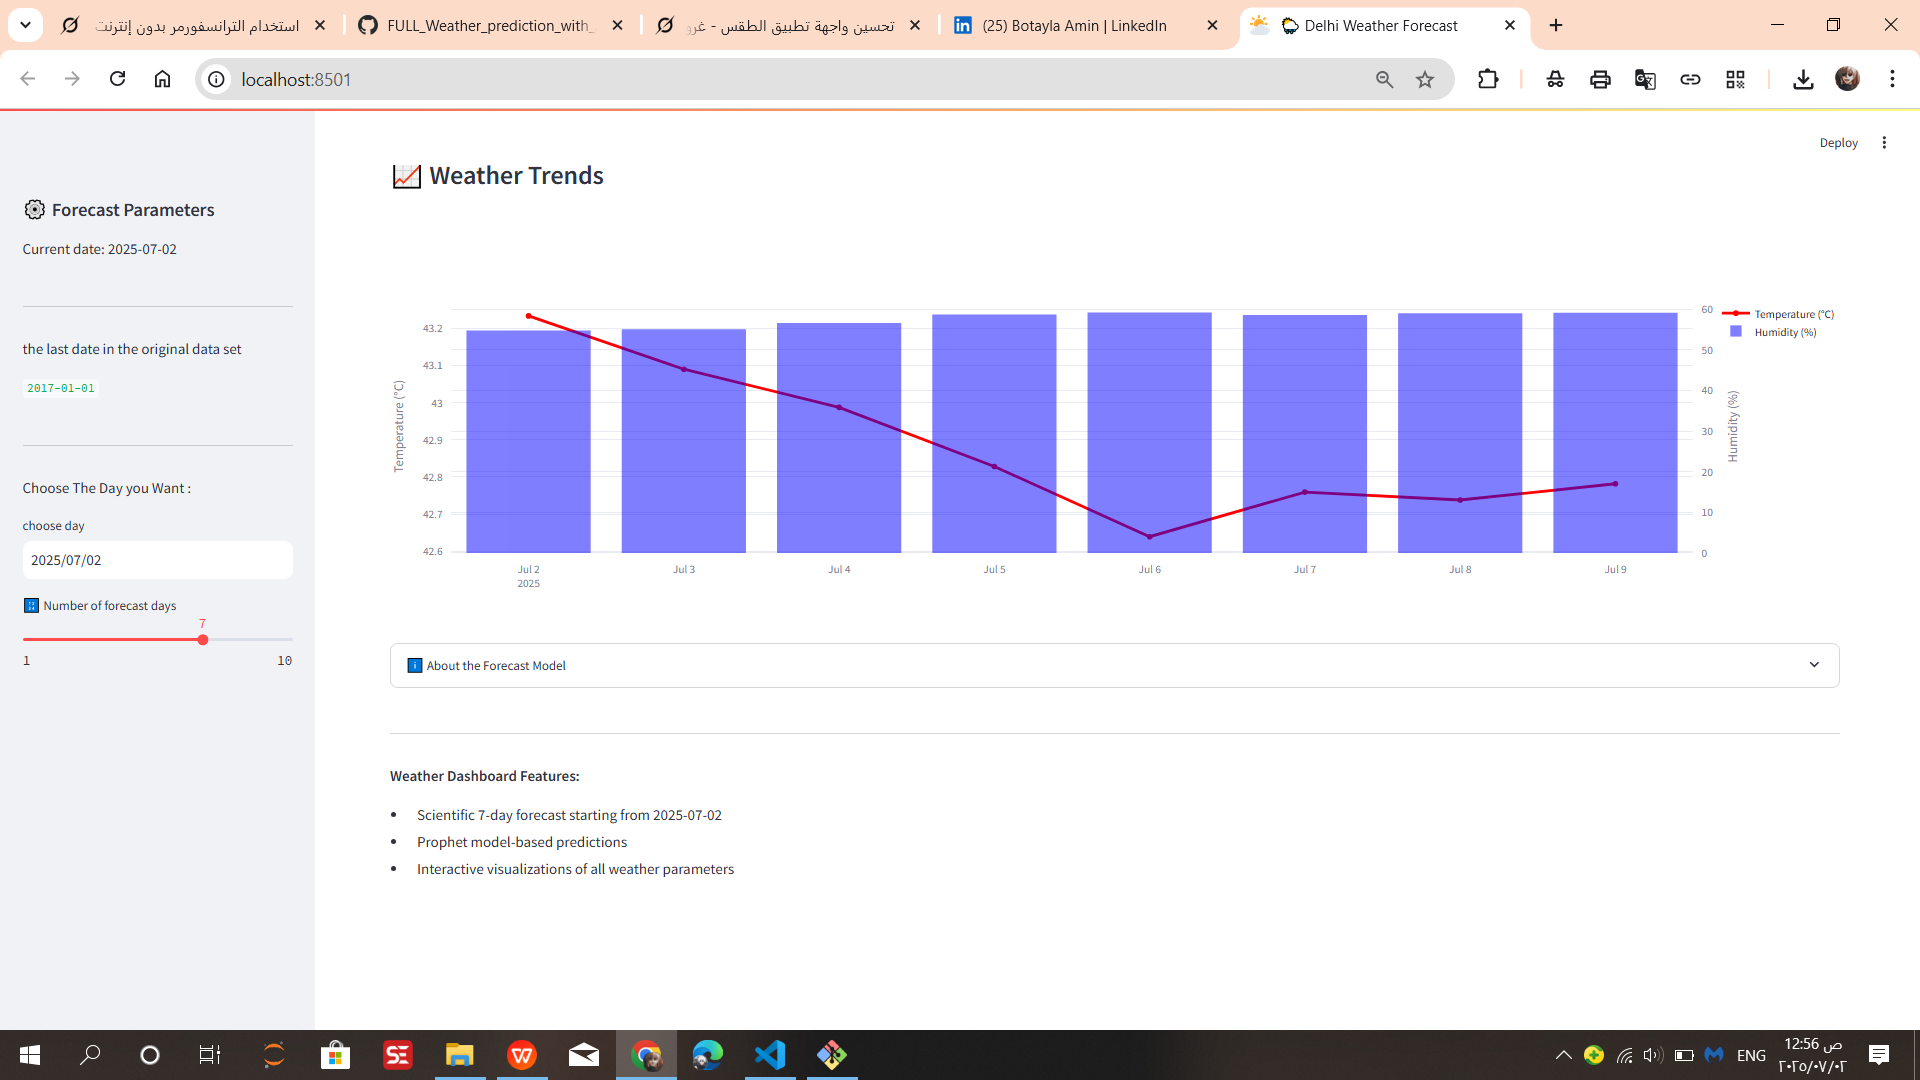 استخدام الترانسفورمر بدون إنترنت
FULL_Weather_prediction_with_
تحسين واجهة تطبيق الطقس - غرو
(25) Botayla Amin | LinkedIn
Delhi Weather Forecast
localhost:8501
Deploy
Forecast Parameters
Current date: 2025-07-02
the last date in the original data set
2017-01-01
Choose The Day you Want :
choose day
2025/07/02
Number of forecast days
7
1 10
📈 Weather Trends
43.2
43.1
43
42.9
42.8
42.7
42.6
Temperature (°C)
60
50
40
30
20
10
0
Humidity (%)
Temperature (°C)
Humidity (%)
Jul 2 Jul 3 Jul 4 Jul 5 Jul 6 Jul 7 Jul 8 Jul 9
2025
About the Forecast Model
Weather Dashboard Features:
• Scientific 7-day forecast starting from 2025-07-02
• Prophet model-based predictions
• Interactive visualizations of all weather parameters
SE
W
ENG
12:56 ص
٢٠٢٥/٠٧/٠٢